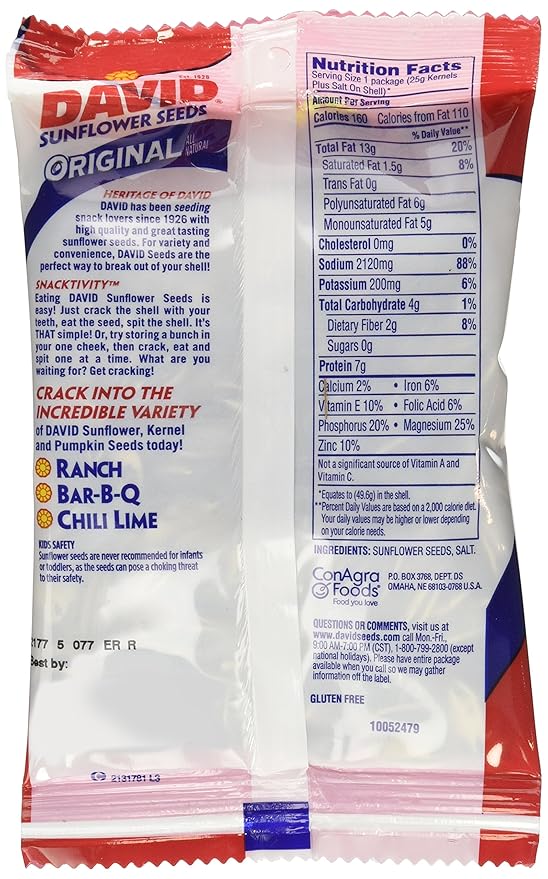 EST. 1926
DAVID®
SUNFLOWER SEEDS
ORIGINAL ALL NATURAL
HERITAGE OF DAVID
DAVID has been seeding
snack lovers since 1926 with
high quality and great tasting
sunflower seeds. For variety and
convenience, DAVID Seeds are the
perfect way to break out of your shell!
SNACKTIVITY™
Eating DAVID Sunflower Seeds is
easy! Just crack the shell with your
teeth, eat the seed, spit the shell. It's
THAT simple! Or, try storing a bunch in
your one cheek, then crack, eat and
spit one at a time. What are you
waiting for? Get cracking!
CRACK INTO THE
INCREDIBLE VARIETY
of DAVID Sunflower, Kernel
and Pumpkin Seeds today!
RANCH
BAR-B-Q
CHILI LIME
KIDS SAFETY
Sunflower seeds are never recommended for infants
or toddlers, as the seeds can pose a choking threat
to their safety.
2177 5 077 ER R
Best by:
2131781 L3
Nutrition Facts
Serving Size 1 package (25g Kernels
Plus Salt On Shell)*
Amount Per Serving
Calories 160 Calories from Fat 110
% Daily Value**
Total Fat 13g 20%
Saturated Fat 1.5g 8%
Trans Fat 0g
Polyunsaturated Fat 6g
Monounsaturated Fat 5g
Cholesterol 0mg 0%
Sodium 2120mg 88%
Potassium 200mg 6%
Total Carbohydrate 4g 1%
Dietary Fiber 2g 8%
Sugars 0g
Protein 7g
Calcium 2% • Iron 6%
Vitamin E 10% • Folic Acid 6%
Phosphorus 20% • Magnesium 25%
Zinc 10%
Not a significant source of Vitamin A and
Vitamin C.
*Equates to (49.6g) in the shell.
**Percent Daily Values are based on a 2,000 calorie diet.
Your daily values may be higher or lower depending
on your calorie needs.
INGREDIENTS: SUNFLOWER SEEDS, SALT.
ConAgra Foods® P.O. BOX 3768, DEPT. DS
Food you love OMAHA, NE 68103-0768 U.S.A.
QUESTIONS OR COMMENTS, visit us at
www.davidseeds.com call Mon.-Fri.,
9:00 AM-7:00 PM (CST), 1-800-799-2800 (except
national holidays). Please have entire package
available when you call so we may gather
information off the label.
GLUTEN FREE
10052479